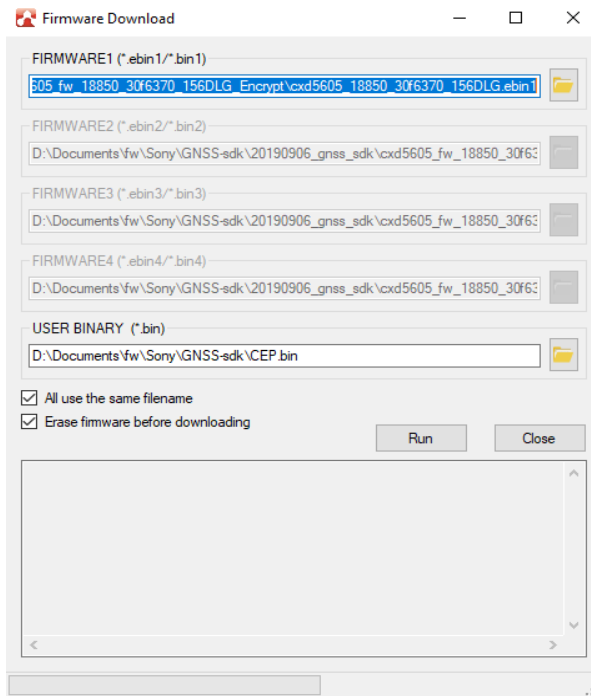 Firmware Download
FIRMWARE1 (*.ebin1/*.bin1)
605_fw_18850_30f6370_156DLG_Encrypt\cxd5605_18850_30f6370_156DLG.ebin1
FIRMWARE2 (*.ebin2/*.bin2)
D:\Documents\fw\Sony\GNSS-sdk\20190906_gnss_sdk\cxd5605_fw_18850_30f63
FIRMWARE3 (*.ebin3/*.bin3)
D:\Documents\fw\Sony\GNSS-sdk\20190906_gnss_sdk\cxd5605_fw_18850_30f63
FIRMWARE4 (*.ebin4/*.bin4)
D:\Documents\fw\Sony\GNSS-sdk\20190906_gnss_sdk\cxd5605_fw_18850_30f63
USER BINARY (*.bin)
D:\Documents\fw\Sony\GNSS-sdk\CEP.bin
All use the same filename
Erase firmware before downloading
Run
Close